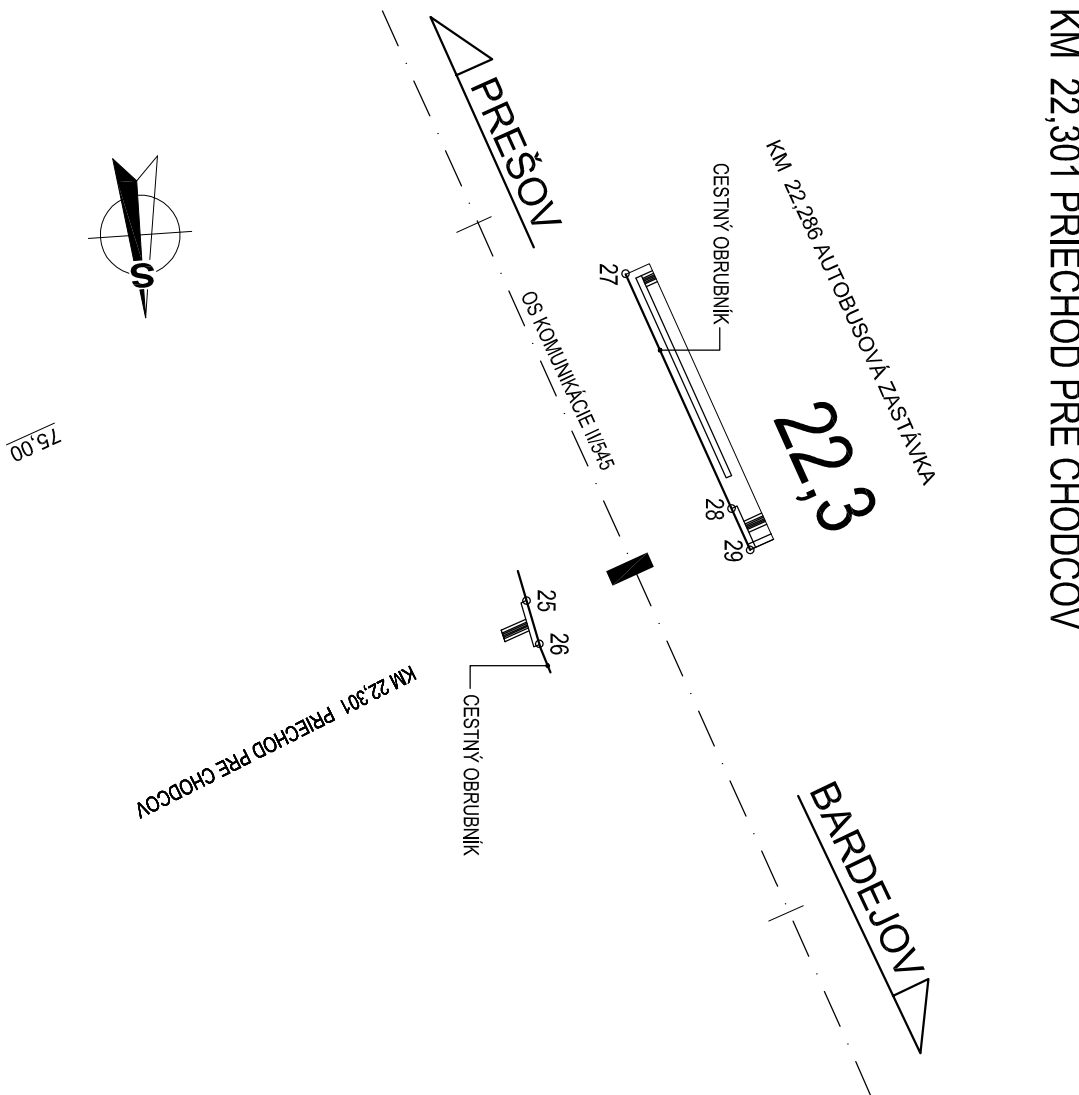 KM 22,301 PRIECHOD PRE CHODCOV
PREŠOV
KM 22,286 AUTOBUSOVÁ ZASTÁVKA
CESTNÝ OBRUBNÍK
27
OS KOMUNIKÁCIE II/545
22,3
28
29
S
75,00
25
26
CESTNÝ OBRUBNÍK
KM 22,301 PRIECHOD PRE CHODCOV
BARDEJOV